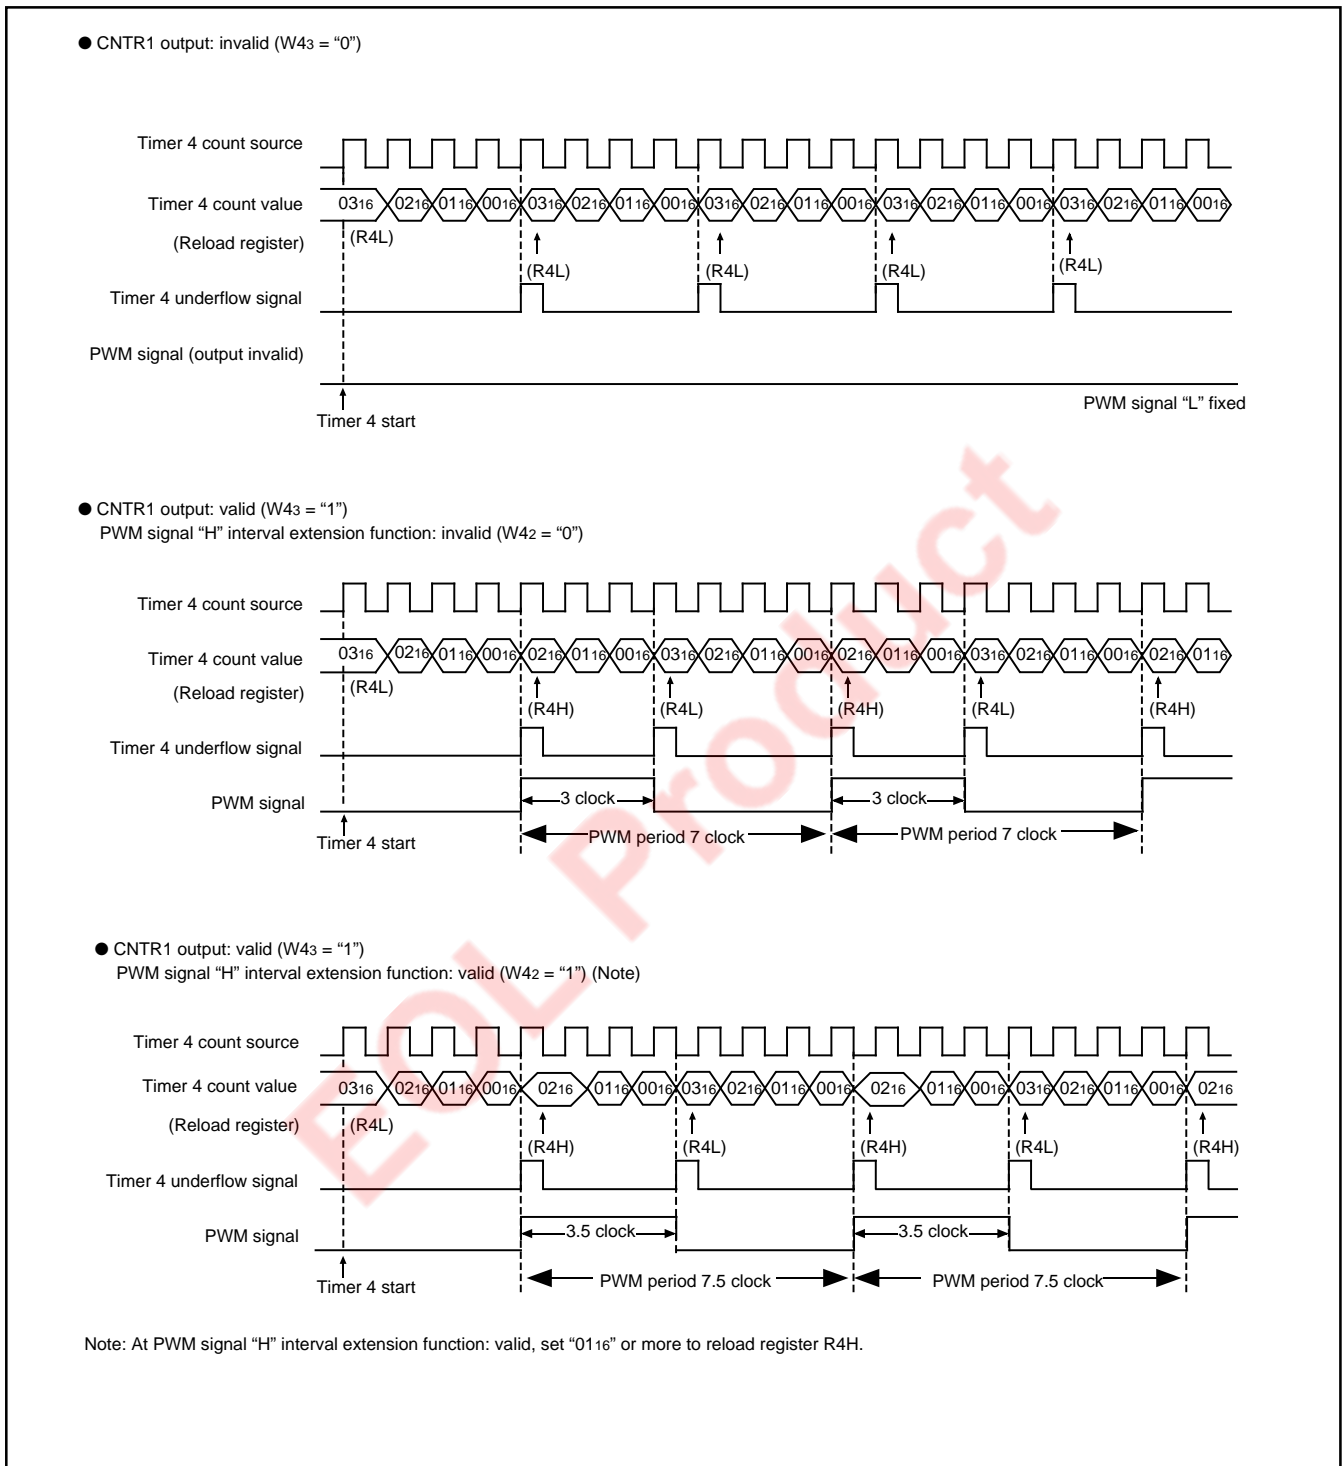 ● CNTR1 output: invalid (W43 = “0”)
Timer 4 count source
Timer 4 count value 0316 0216 0116 0016 0316 0216 0116 0016 0316 0216 0116 0016 0316 0216 0116 0016 0316 0216 0116 0016
(Reload register) (R4L) (R4L) (R4L) (R4L) (R4L)
Timer 4 underflow signal
PWM signal (output invalid)
PWM signal “L” fixed
Timer 4 start
● CNTR1 output: valid (W43 = “1”)
PWM signal “H” interval extension function: invalid (W42 = “0”)
Timer 4 count source
Timer 4 count value 0316 0216 0116 0016 0216 0116 0016 0316 0216 0116 0016 0216 0116 0016 0316 0216 0116 0016 0216 0116
(Reload register) (R4L) (R4H) (R4L) (R4H) (R4L) (R4H)
Timer 4 underflow signal
PWM signal 3 clock 3 clock
Timer 4 start PWM period 7 clock PWM period 7 clock
● CNTR1 output: valid (W43 = “1”)
PWM signal “H” interval extension function: valid (W42 = “1”) (Note)
Timer 4 count source
Timer 4 count value 0316 0216 0116 0016 0216 0116 0016 0316 0216 0116 0016 0216 0116 0016 0316 0216 0116 0016 0216
(Reload register) (R4L) (R4H) (R4L) (R4H) (R4L) (R4H)
Timer 4 underflow signal
PWM signal 3.5 clock 3.5 clock
Timer 4 start PWM period 7.5 clock PWM period 7.5 clock
Note: At PWM signal “H” interval extension function: valid, set “0116” or more to reload register R4H.
EOL Product